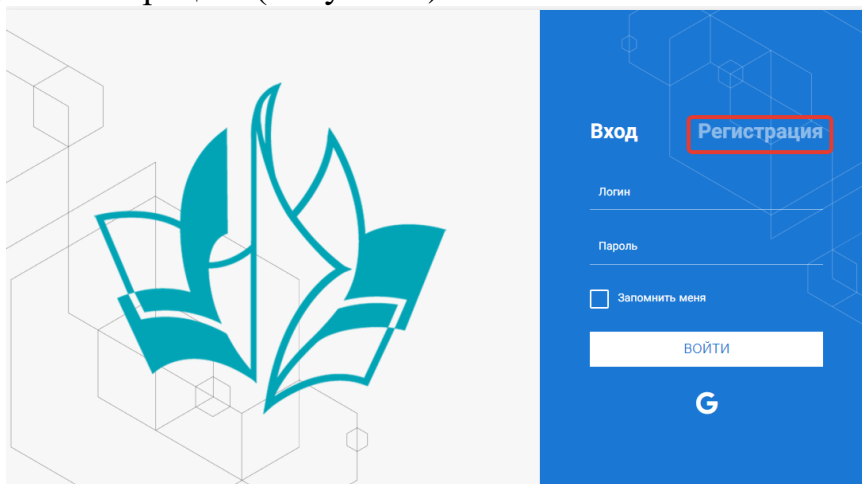 Вход Регистрация
Логин
Пароль
Запомнить меня
ВОЙТИ
G